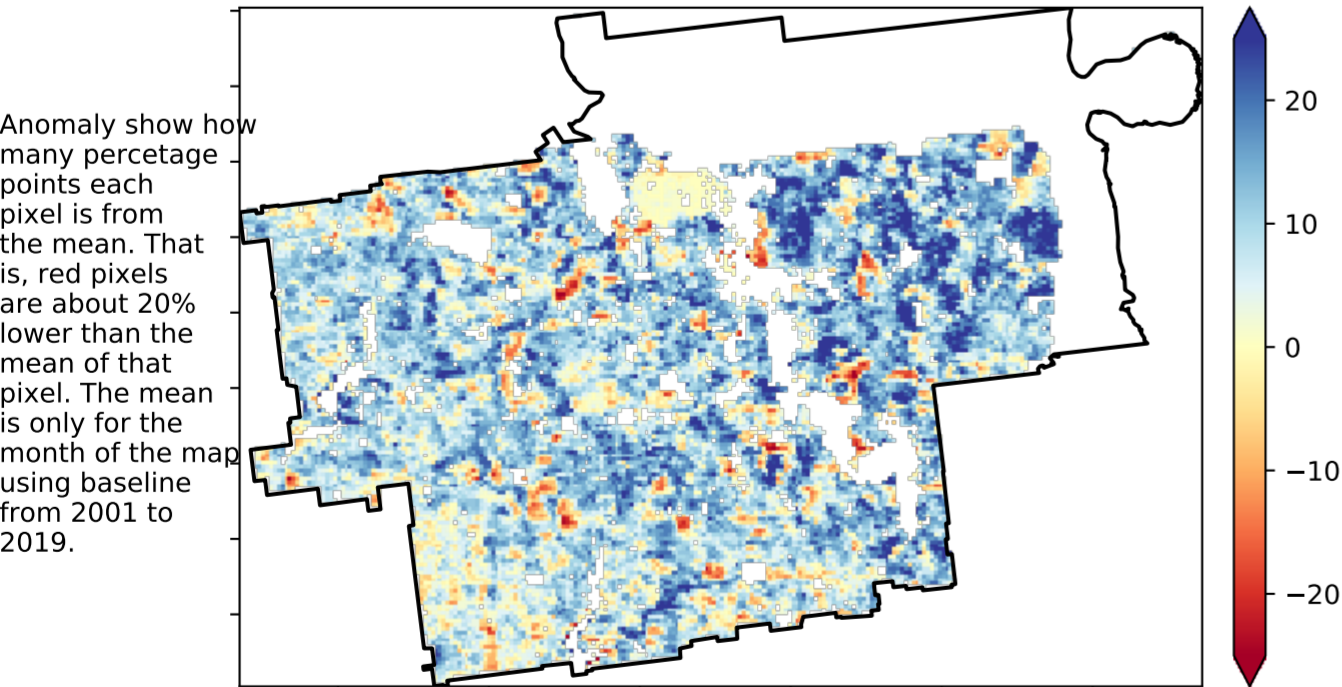 Anomaly show how
many percetage
points each
pixel is from
the mean. That
is, red pixels
are about 20%
lower than the
mean of that
pixel. The mean
is only for the
month of the map
using baseline
from 2001 to
2019.
20
10
0
−10
−20